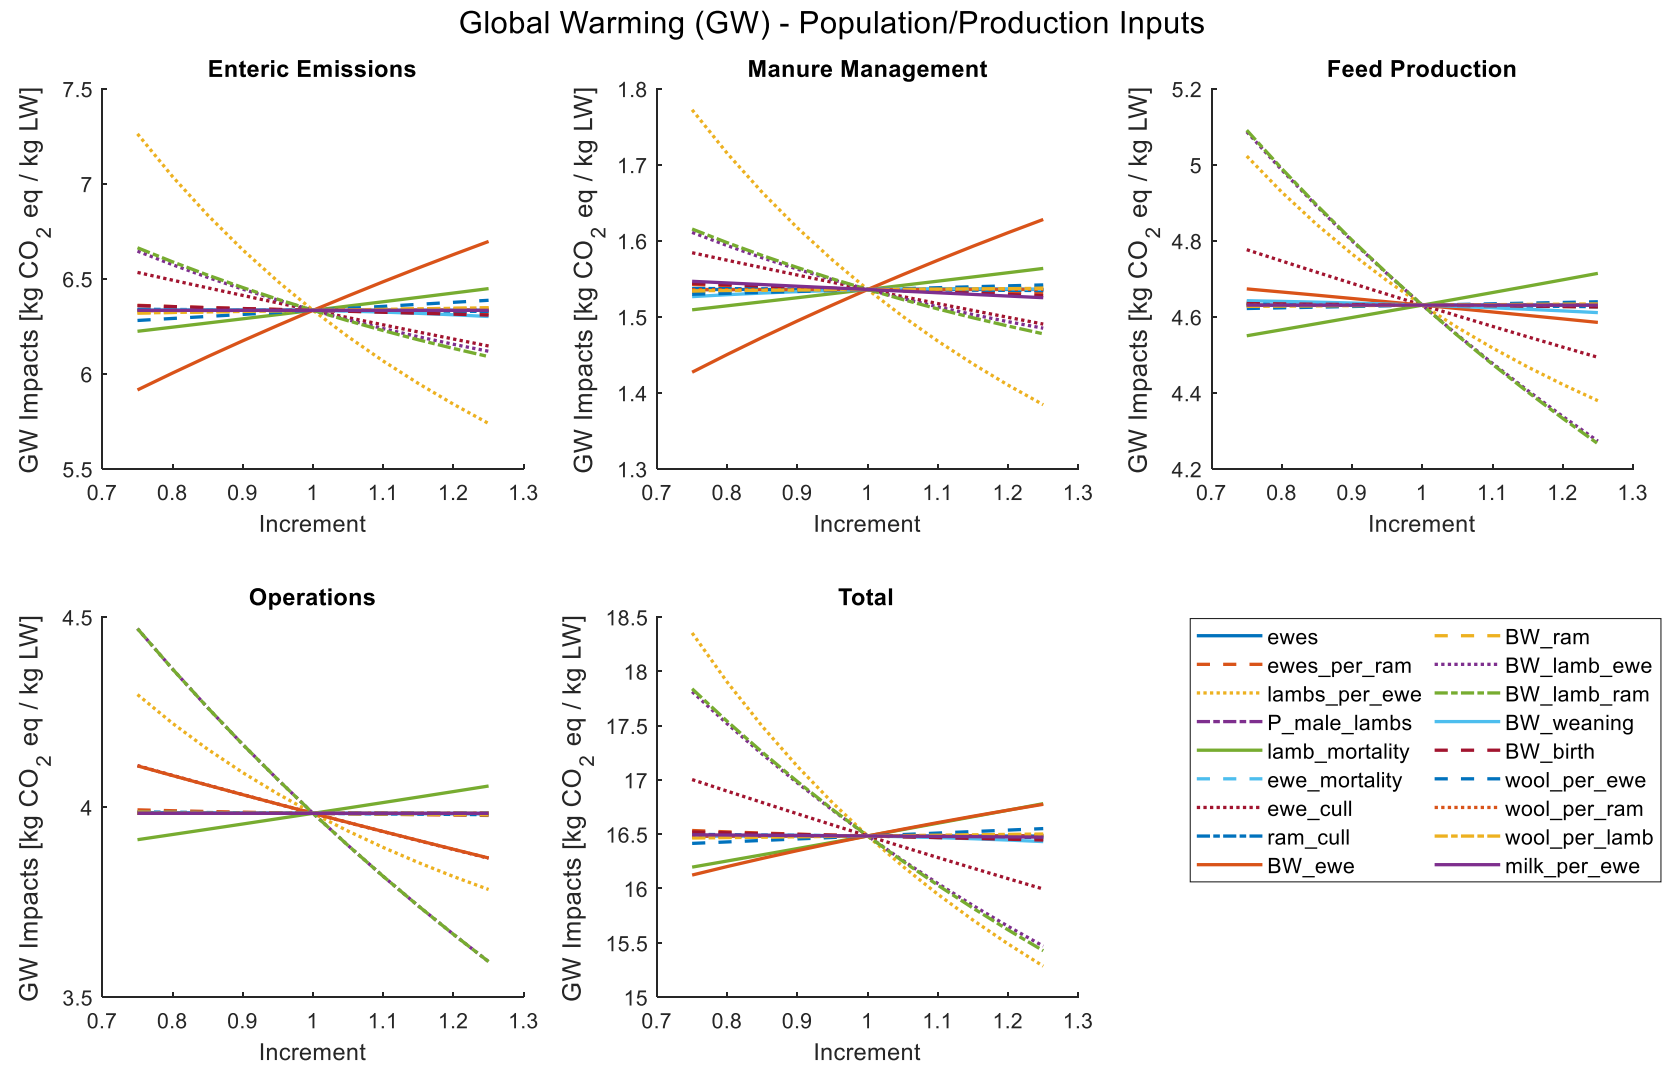 Global Warming (GW) - Population/Production Inputs
Enteric Emissions
GW Impacts [kg CO2 eq / kg LW]
7.5
7
6.5
6
5.5
0.7 0.8 0.9 1 1.1 1.2 1.3
Increment
Manure Management
GW Impacts [kg CO2 eq / kg LW]
1.8
1.7
1.6
1.5
1.4
1.3
0.7 0.8 0.9 1 1.1 1.2 1.3
Increment
Feed Production
GW Impacts [kg CO2 eq / kg LW]
5.2
5
4.8
4.6
4.4
4.2
0.7 0.8 0.9 1 1.1 1.2 1.3
Increment
Operations
GW Impacts [kg CO2 eq / kg LW]
4.5
4
3.5
0.7 0.8 0.9 1 1.1 1.2 1.3
Increment
Total
GW Impacts [kg CO2 eq / kg LW]
18.5
18
17.5
17
16.5
16
15.5
15
0.7 0.8 0.9 1 1.1 1.2 1.3
Increment
ewes
ewes_per_ram
lambs_per_ewe
P_male_lambs
lamb_mortality
ewe_mortality
ewe_cull
ram_cull
BW_ewe
BW_ram
BW_lamb_ewe
BW_lamb_ram
BW_weaning
BW_birth
wool_per_ewe
wool_per_ram
wool_per_lamb
milk_per_ewe